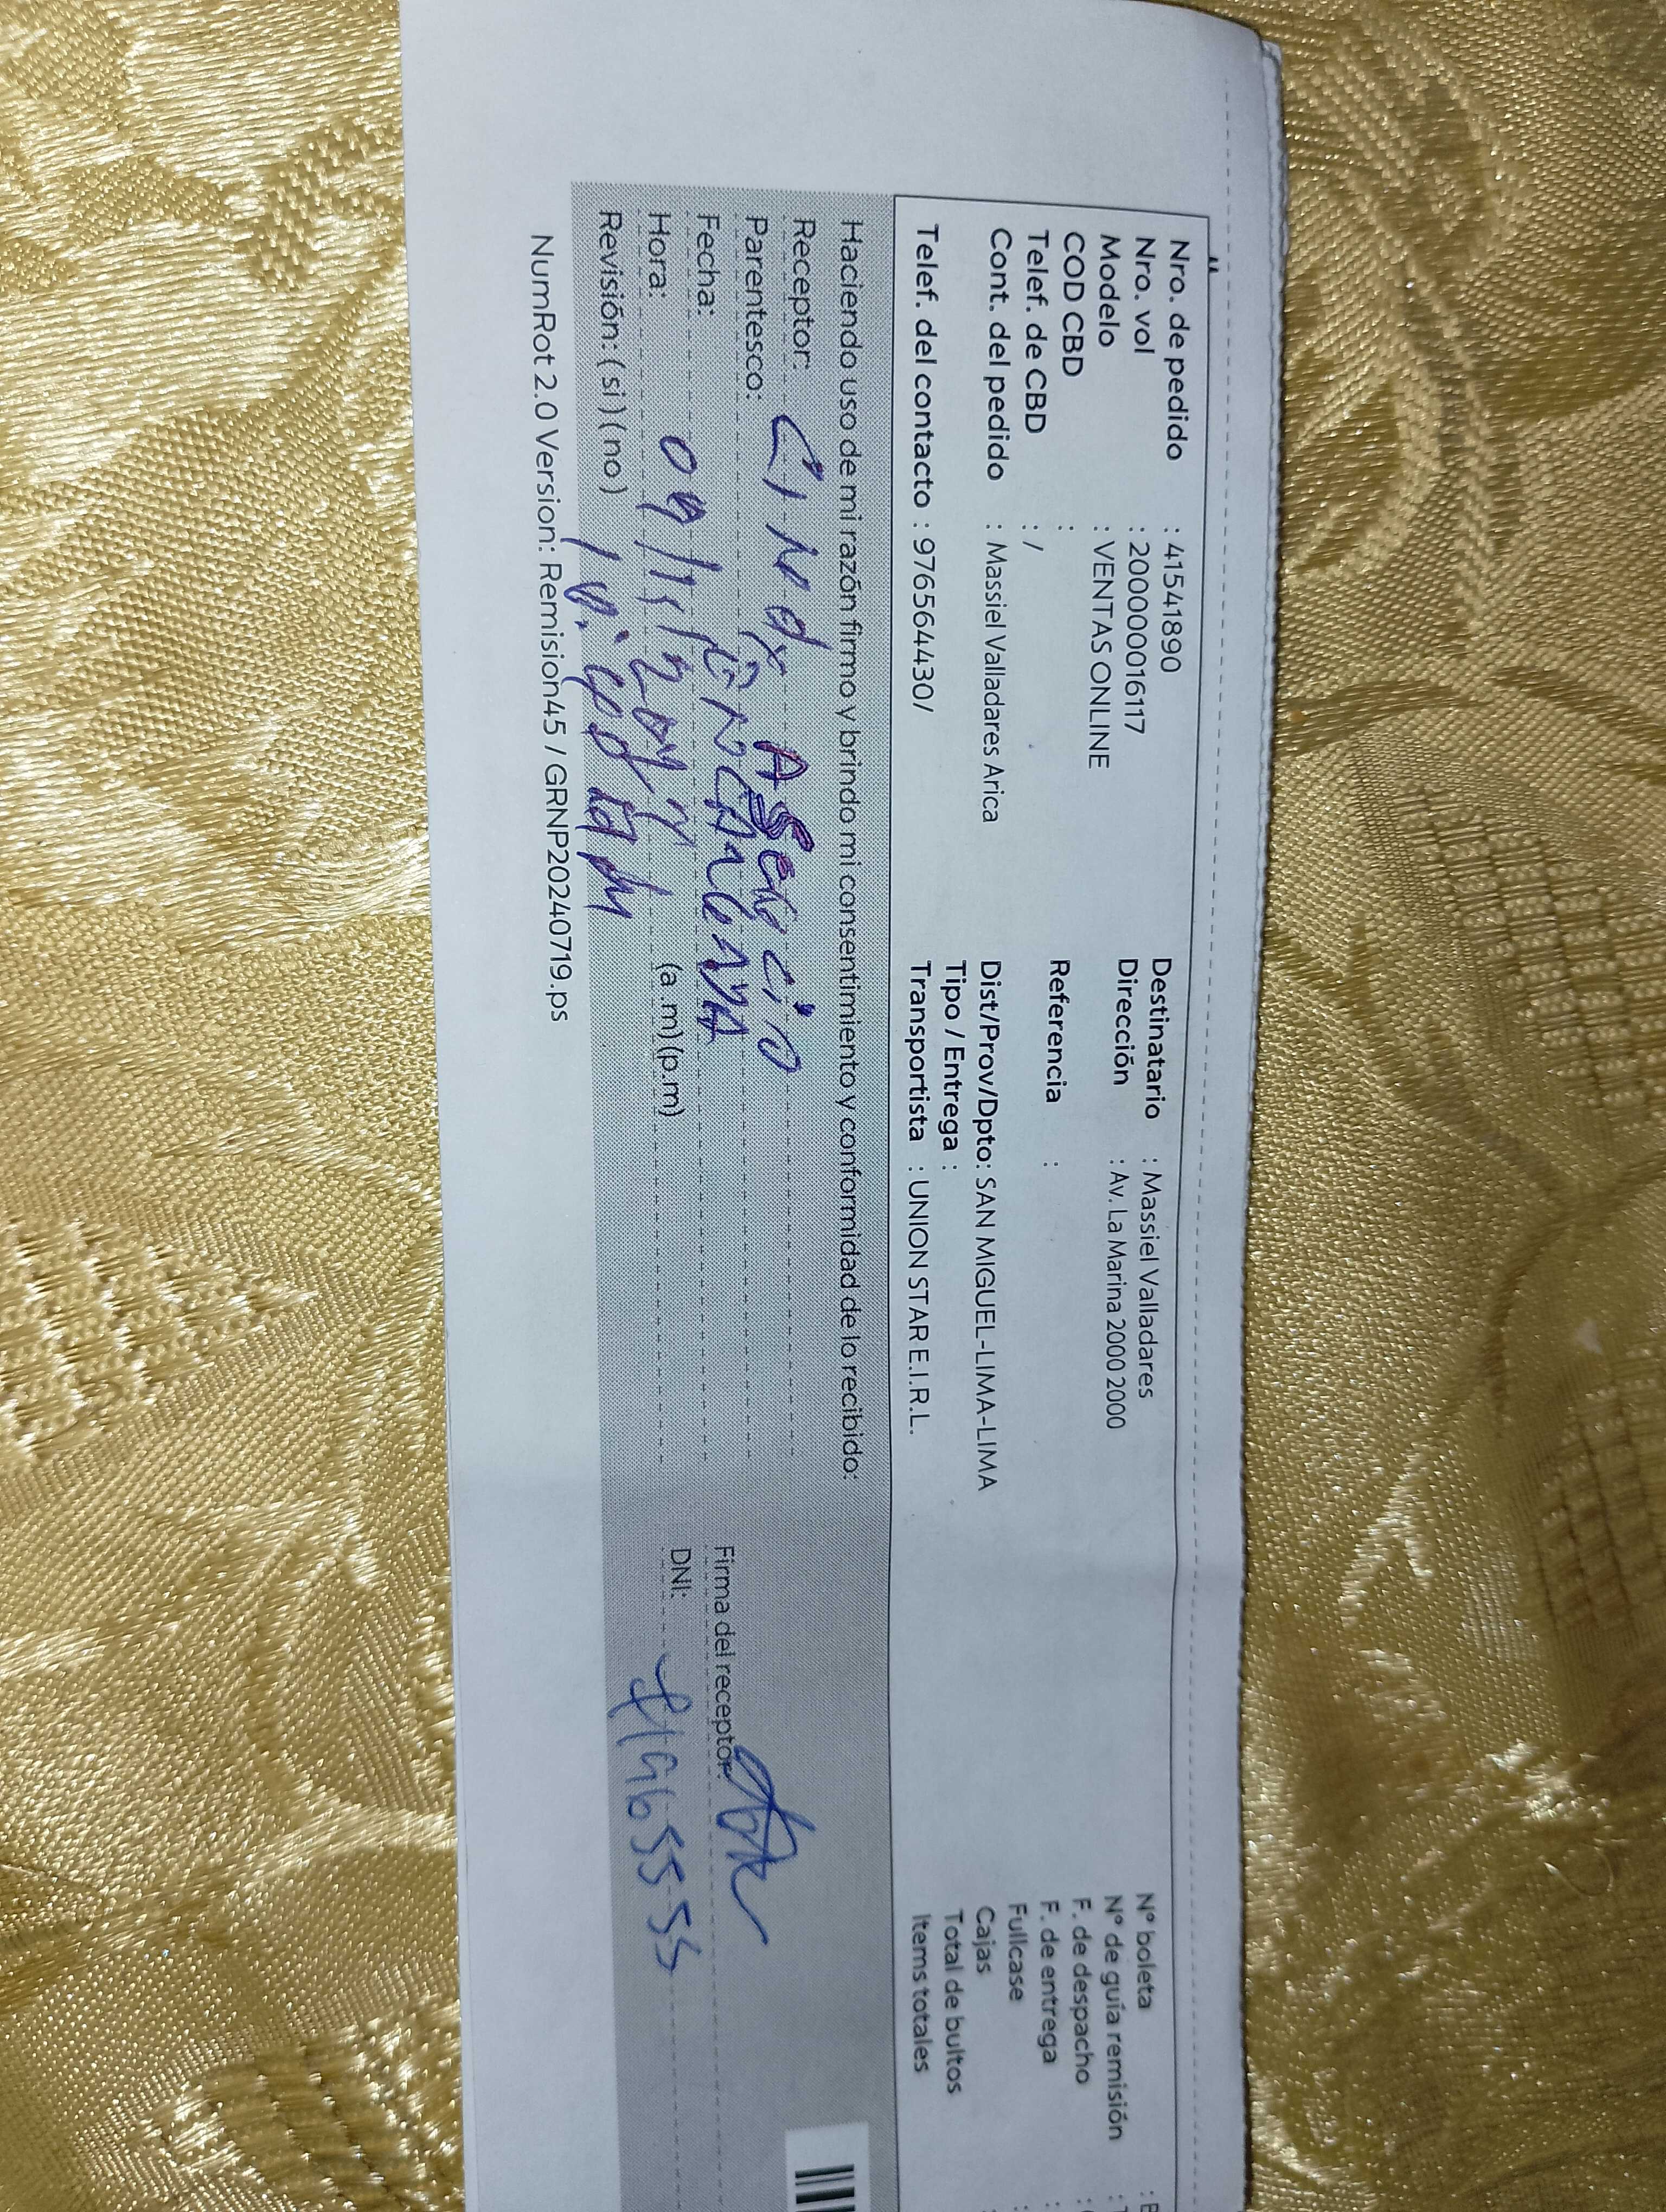 Nro. de pedido : 41541890
Nro. vol : 200000016117
Modelo : VENTAS ONLINE
COD CBD :
Telef. de CBD : /
Cont. del pedido : Massiel Valladares Arica
Telef. del contacto : 976564430/
Destinatario : Massiel Valladares
Dirección : Av. La Marina 2000 2000
Referencia :
Dist/Prov/Dpto: SAN MIGUEL-LIMA-LIMA
Tipo / Entrega :
Transportista : UNION STAR E.I.R.L.
N° boleta :
N° de guía remisión :
F. de despacho :
F. de entrega :
Fullcase :
Cajas :
Total de bultos
Items totales
Haciendo uso de mi razón firmo y brindo mi consentimiento y conformidad de lo recibido:
Receptor: Cindy Asencio
Parentesco: ENCARGADA
Fecha:
Hora: (a.m)(p.m)
Revisión: ( si ) ( no )
Firma del receptor:
DNI:
NumRot 2.0 Version: Remision45 / GRNP20240719.ps